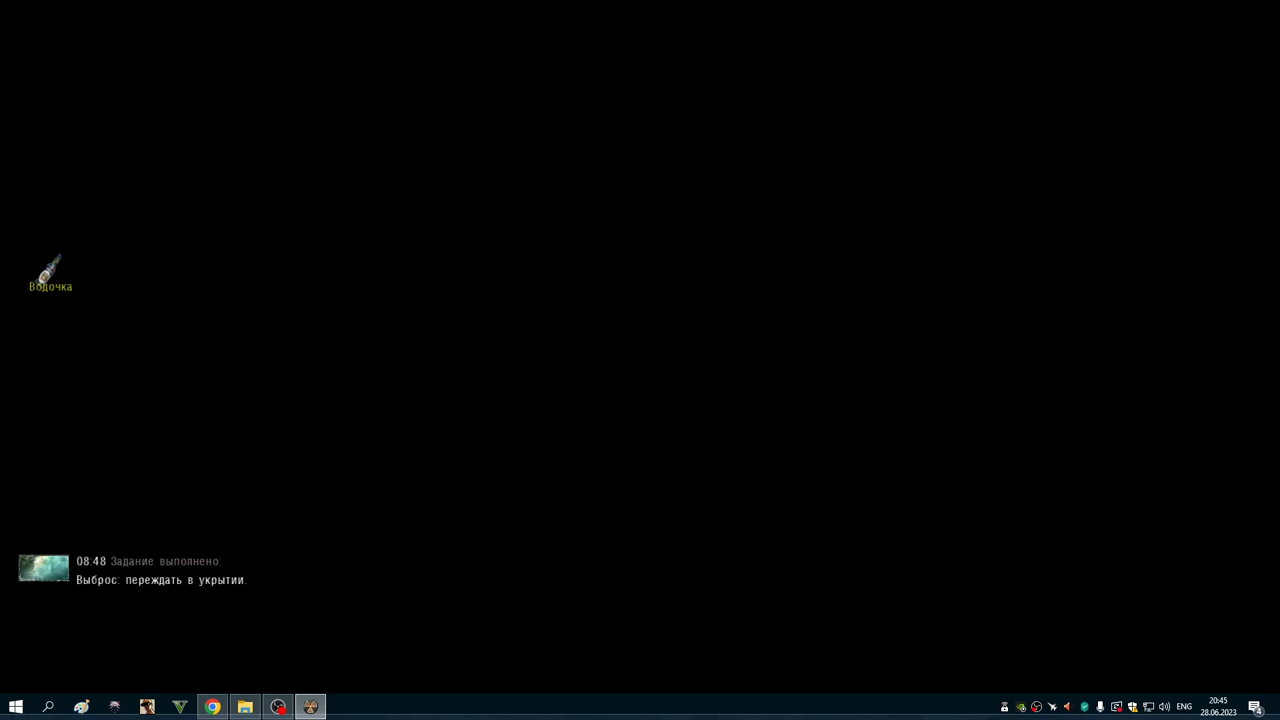 Водочка
08:48 Задание выполнено:
Выброс: переждать в укрытии.
ENG
20:45
28.06.2023